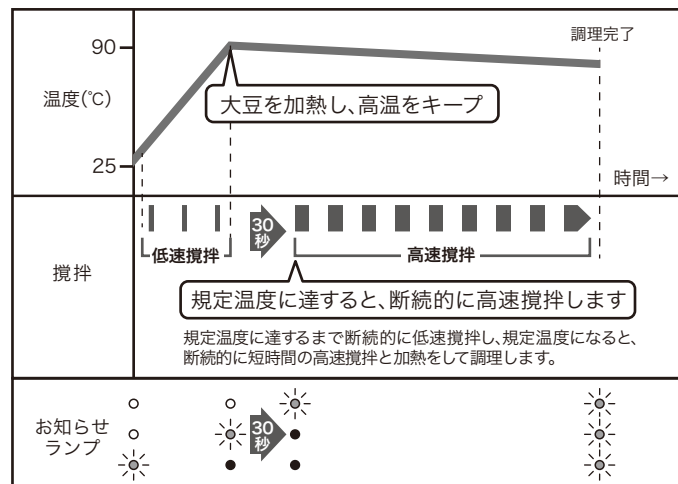 調理完了
90
温度(℃)
大豆を加熱し、高温をキープ
25
時間→
撹拌
30
秒
低速撹拌
高速撹拌
規定温度に達すると、断続的に高速撹拌します
規定温度に達するまで断続的に低速撹拌し、規定温度になると、
断続的に短時間の高速撹拌と加熱をして調理します。
お知らせ
ランプ
30
秒